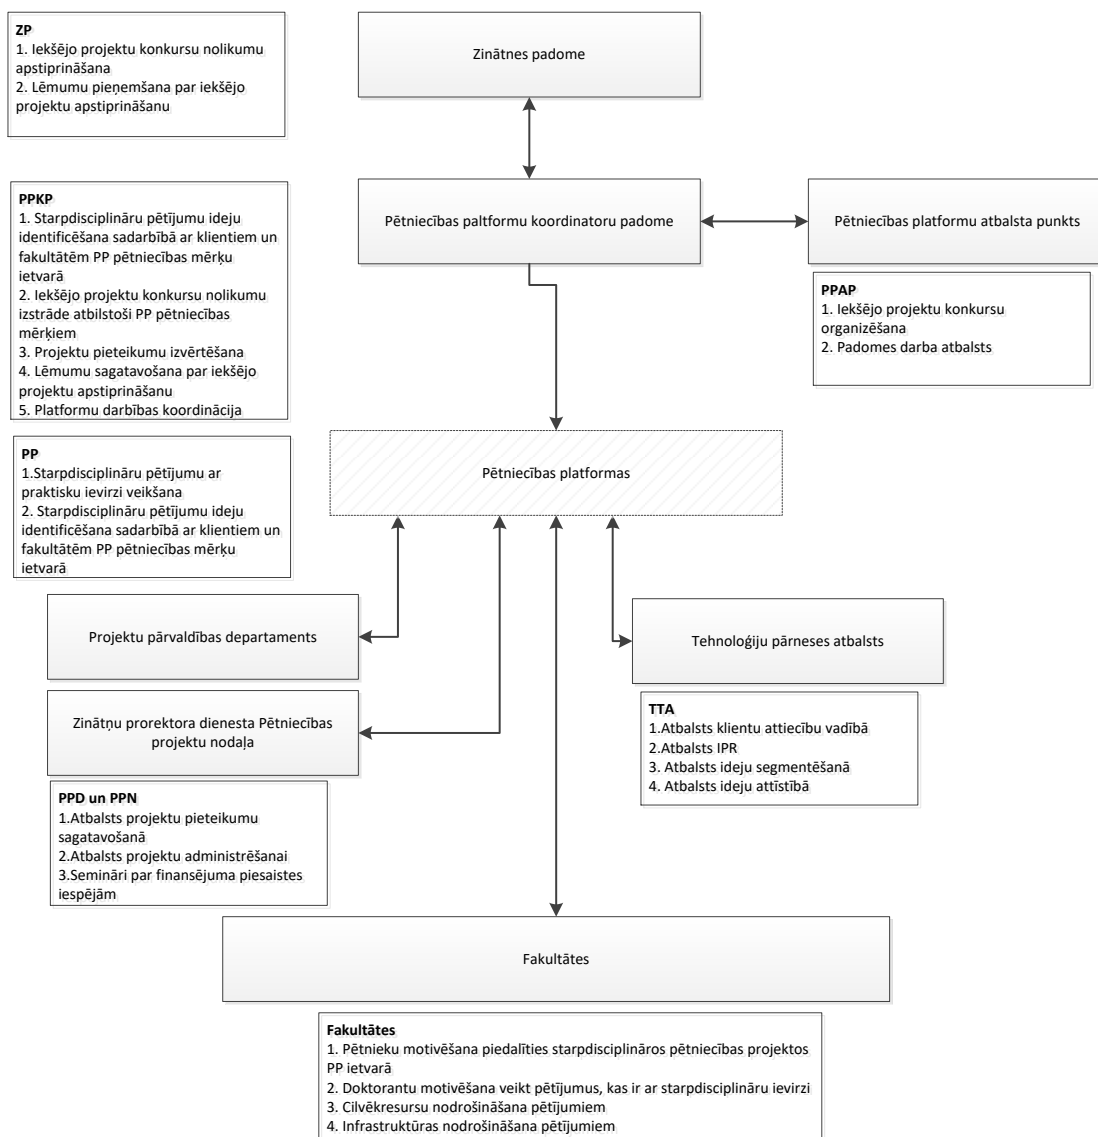 ZP
1. Iekšējo projektu konkursu nolikumu
apstiprināšana
2. Lēmumu pieņemšana par iekšējo
projektu apstiprināšanu
Zinātnes padome
PPKP
1. Starpdisciplināru pētījumu ideju
identificēšana sadarbībā ar klientiem un
fakultātēm PP pētniecības mērķu
ietvarā
2. Iekšējo projektu konkursu nolikumu
izstrāde atbilstoši PP pētniecības
mērķiem
3. Projektu pieteikumu izvērtēšana
4. Lēmumu sagatavošana par iekšējo
projektu apstiprināšanu
5. Platformu darbības koordinācija
Pētniecības paltformu koordinatoru padome
Pētniecības platformu atbalsta punkts
PPAP
1. Iekšējo projektu konkursu
organizēšana
2. Padomes darba atbalsts
PP
1.Starpdisciplināru pētījumu ar
praktisku ievirzi veikšana
2. Starpdisciplināru pētījumu ideju
identificēšana sadarbībā ar klientiem un
fakultātēm PP pētniecības mērķu
ietvarā
Pētniecības platformas
Projektu pārvaldības departaments
Tehnoloģiju pārneses atbalsts
Zinātņu prorektora dienesta Pētniecības
projektu nodaļa
TTA
1.Atbalsts klientu attiecību vadībā
2.Atbalsts IPR
3. Atbalsts ideju segmentēšanā
4. Atbalsts ideju attīstībā
PPD un PPN
1.Atbalsts projektu pieteikumu
sagatavošanā
2.Atbalsts projektu administrēšanai
3.Semināri par finansējuma piesaistes
iespējām
Fakultātes
Fakultātes
1. Pētnieku motivēšana piedalīties starpdisciplināros pētniecības projektos
PP ietvarā
2. Doktorantu motivēšana veikt pētījumus, kas ir ar starpdisciplināru ievirzi
3. Cilvēkresursu nodrošināšana pētījumiem
4. Infrastruktūras nodrošināšana pētījumiem